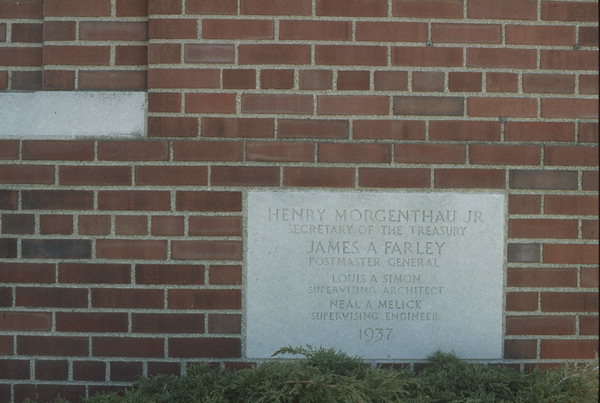 HENRY MORGENTHAU JR
SECRETARY OF THE TREASURY
JAMES A FARLEY
POSTMASTER GENERAL
LOUIS A SIMON
SUPERVISING ARCHITECT
NEAL A MELICK
SUPERVISING ENGINEER
1937